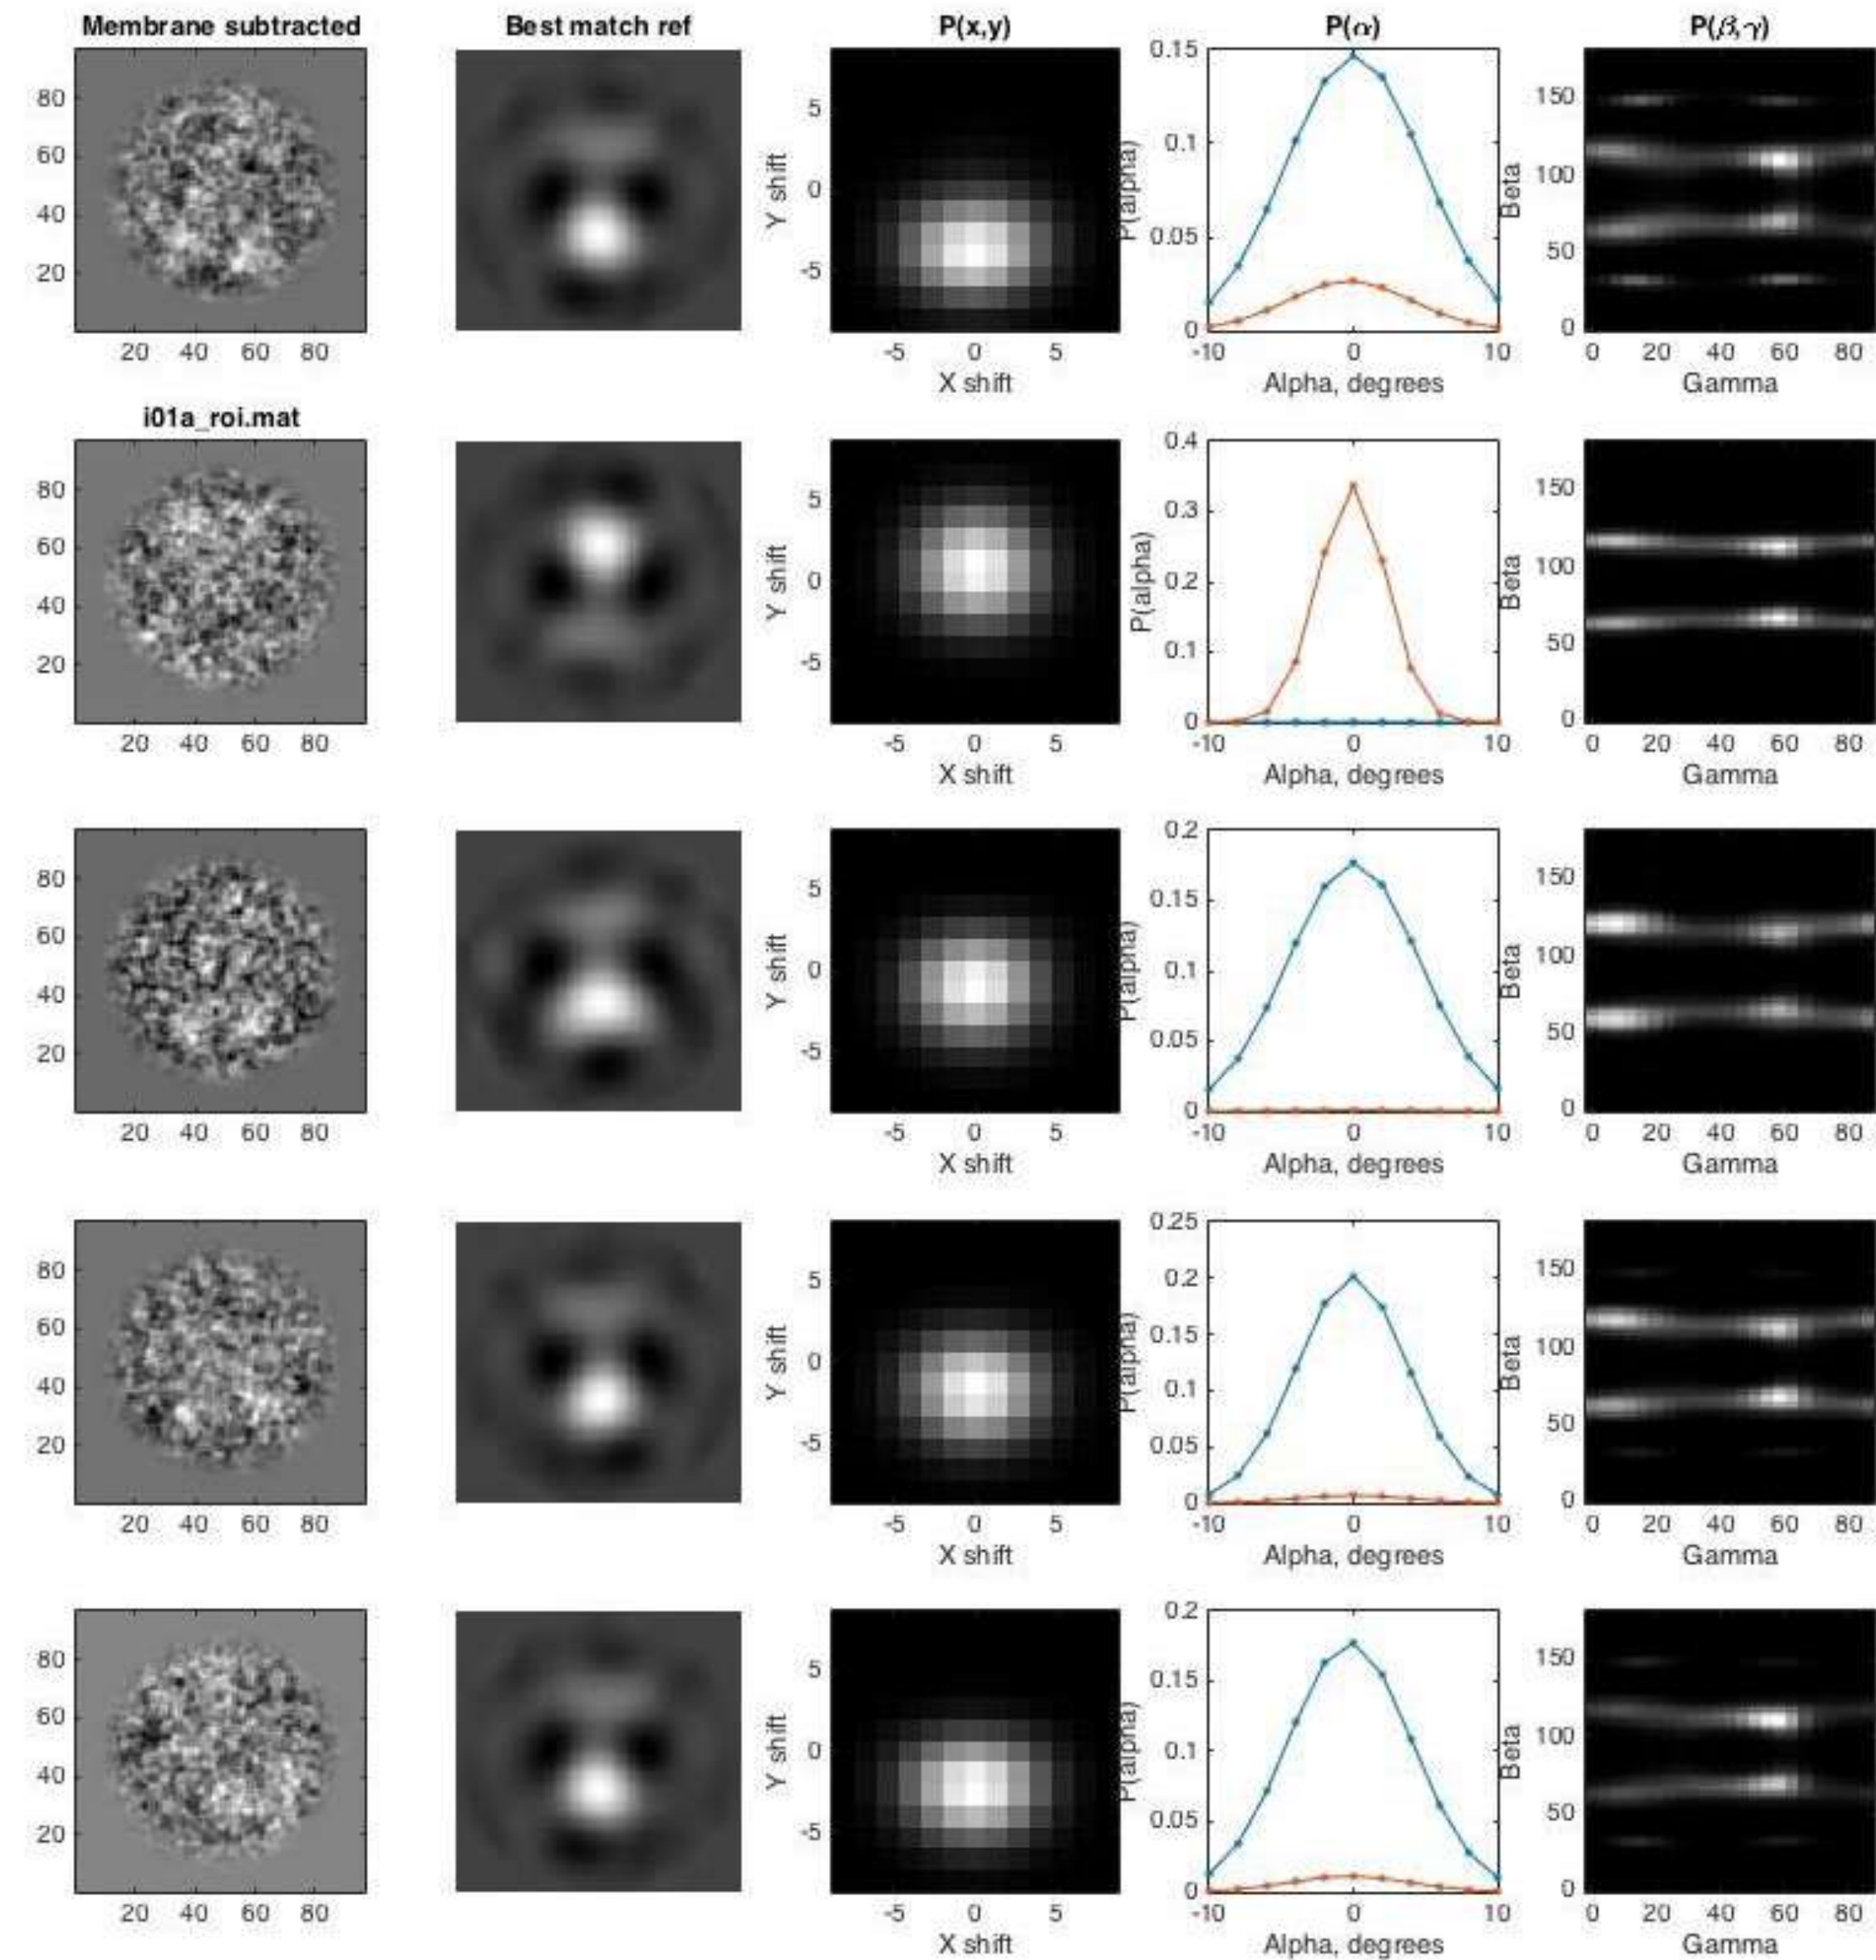 Membrane subtracted Best match ref P(x,y) P(α) P(β,γ)
80
60
40
20
20 40 60 80
Y shift
5
0
-5
-5 0 5
X shift
P(alpha)
0.15
0.1
0.05
0
-10 0 10
Alpha, degrees
Beta
150
100
50
0
0 20 40 60 80
Gamma
i01a_roi.mat
80
60
40
20
20 40 60 80
Y shift
5
0
-5
-5 0 5
X shift
P(alpha)
0.4
0.3
0.2
0.1
0
-10 0 10
Alpha, degrees
Beta
150
100
50
0
0 20 40 60 80
Gamma
80
60
40
20
20 40 60 80
Y shift
5
0
-5
-5 0 5
X shift
P(alpha)
0.2
0.15
0.1
0.05
0
-10 0 10
Alpha, degrees
Beta
150
100
50
0
0 20 40 60 80
Gamma
80
60
40
20
20 40 60 80
Y shift
5
0
-5
-5 0 5
X shift
P(alpha)
0.25
0.2
0.15
0.1
0.05
0
-10 0 10
Alpha, degrees
Beta
150
100
50
0
0 20 40 60 80
Gamma
80
60
40
20
20 40 60 80
Y shift
5
0
-5
-5 0 5
X shift
P(alpha)
0.2
0.15
0.1
0.05
0
-10 0 10
Alpha, degrees
Beta
150
100
50
0
0 20 40 60 80
Gamma